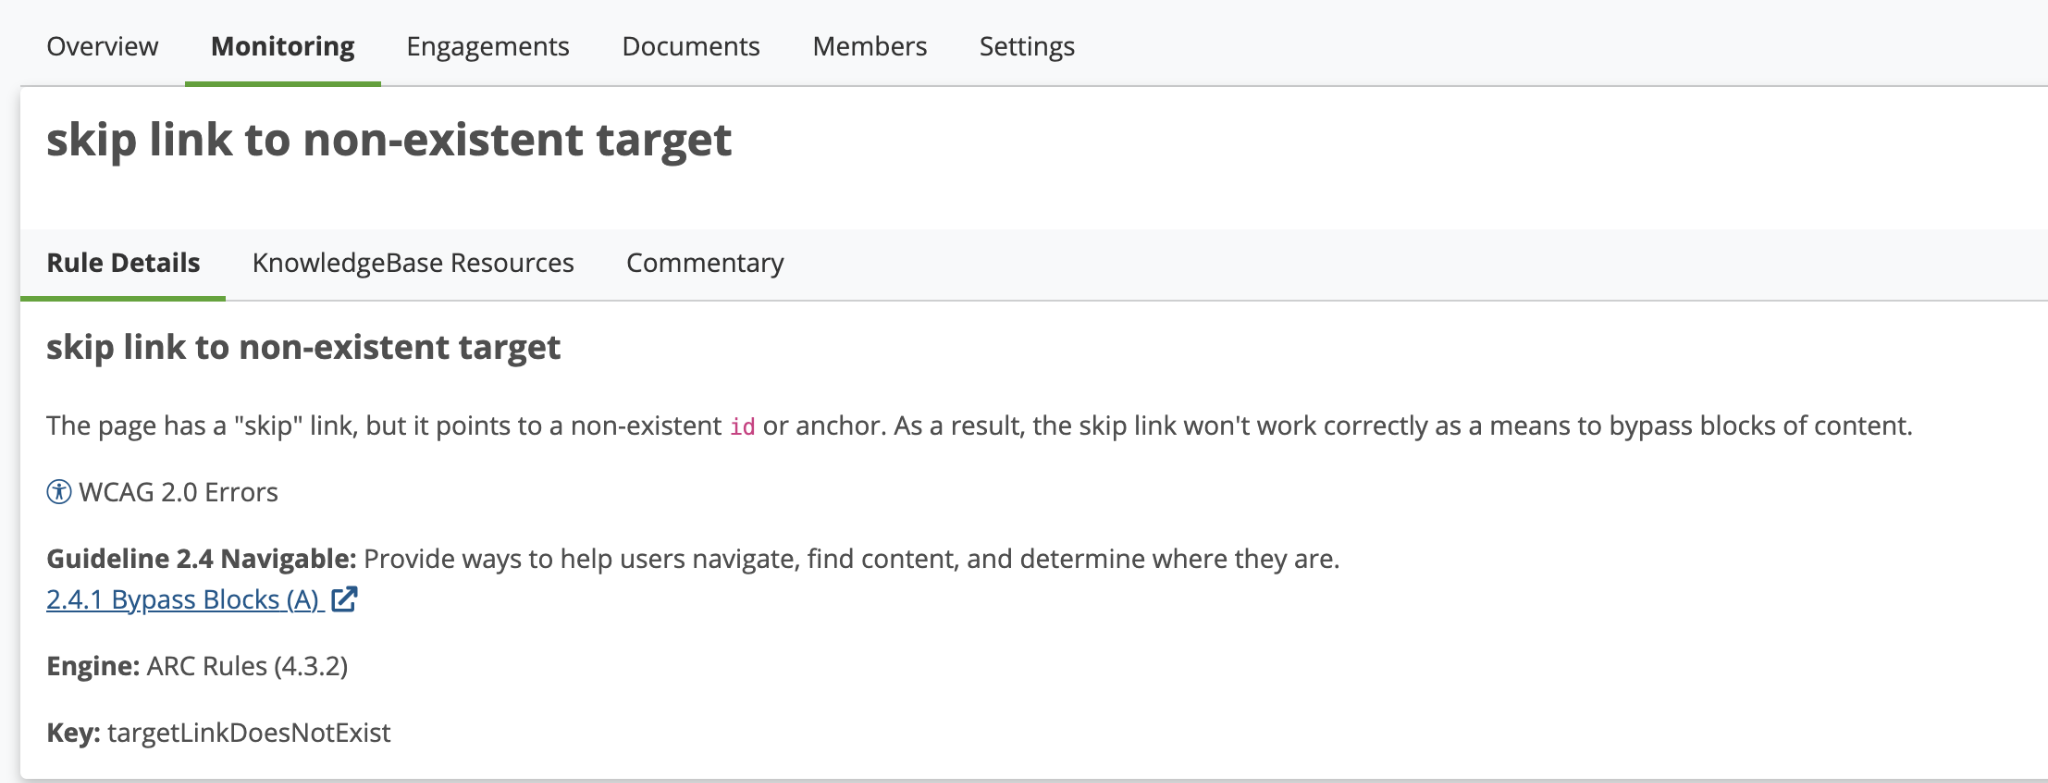 Overview Monitoring Engagements Documents Members Settings
skip link to non-existent target
Rule Details KnowledgeBase Resources Commentary
skip link to non-existent target
The page has a "skip" link, but it points to a non-existent id or anchor. As a result, the skip link won't work correctly as a means to bypass blocks of content.
WCAG 2.0 Errors
Guideline 2.4 Navigable: Provide ways to help users navigate, find content, and determine where they are.
2.4.1 Bypass Blocks (A)
Engine: ARC Rules (4.3.2)
Key: targetLinkDoesNotExist